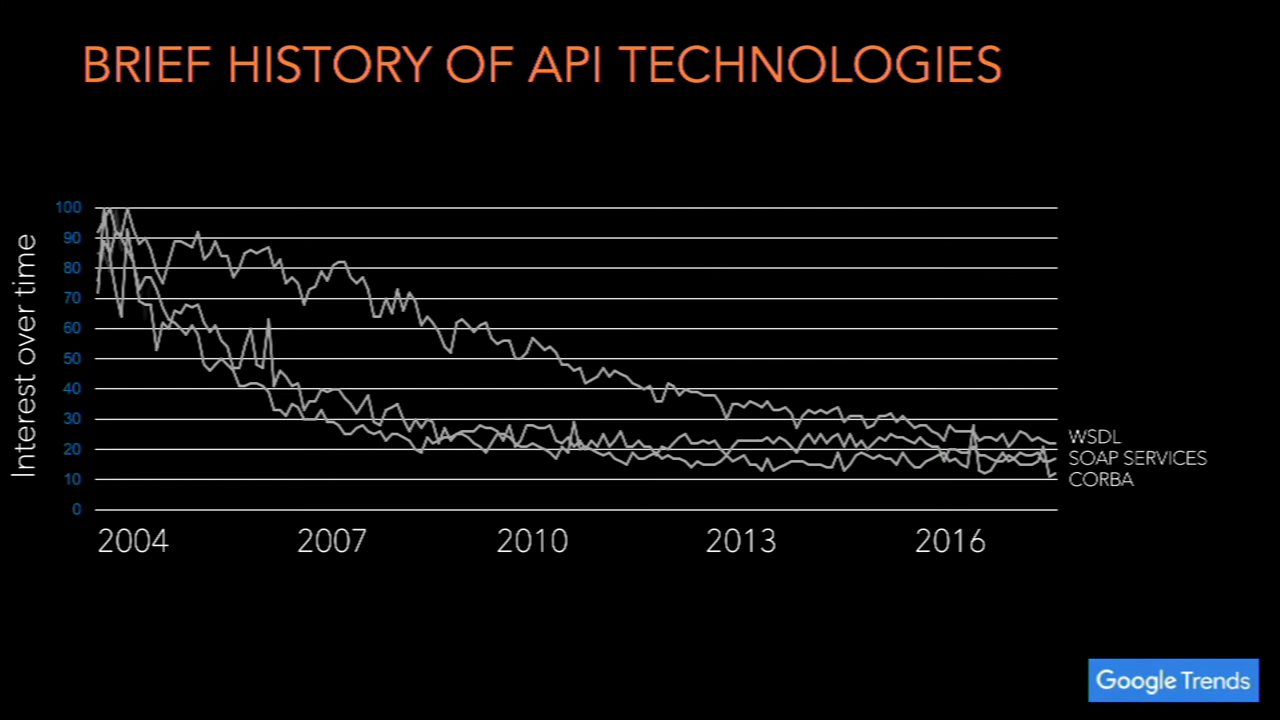 BRIEF HISTORY OF API TECHNOLOGIES
Interest over time
100
90
80
70
60
50
40
30
20
10
0
WSDL
SOAP SERVICES
CORBA
2004 2007 2010 2013 2016
Google Trends